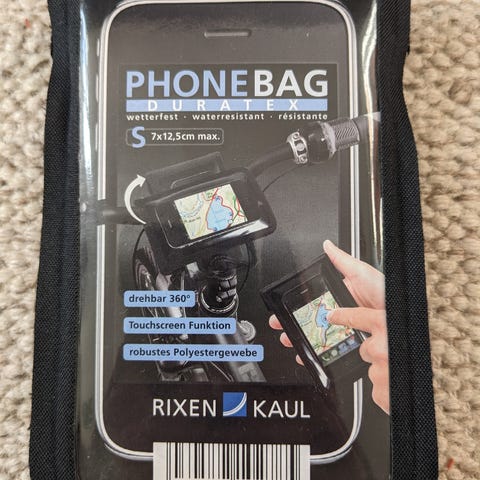 PHONEBAG
DURATEX
wetterfest · waterresistant · résistante
S 7x12,5cm max.
drehbar 360°
Touchscreen Funktion
robustes Polyestergewebe
RIXEN KAUL